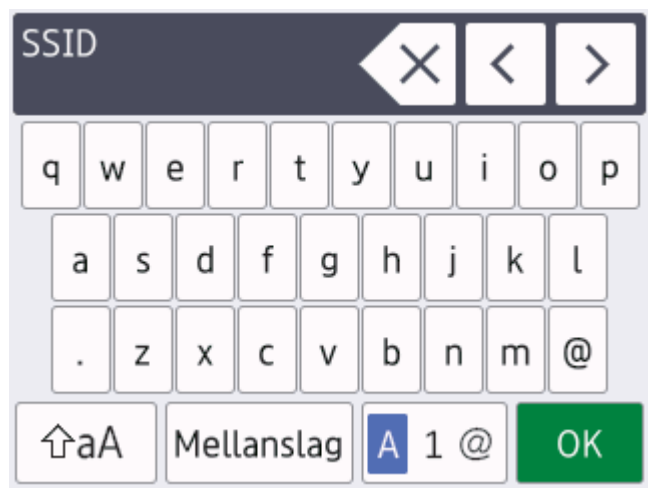 SSID
q w e r t y u i o p
a s d f g h j k l
. z x c v b n m @
aA Mellanslag A 1 @ OK